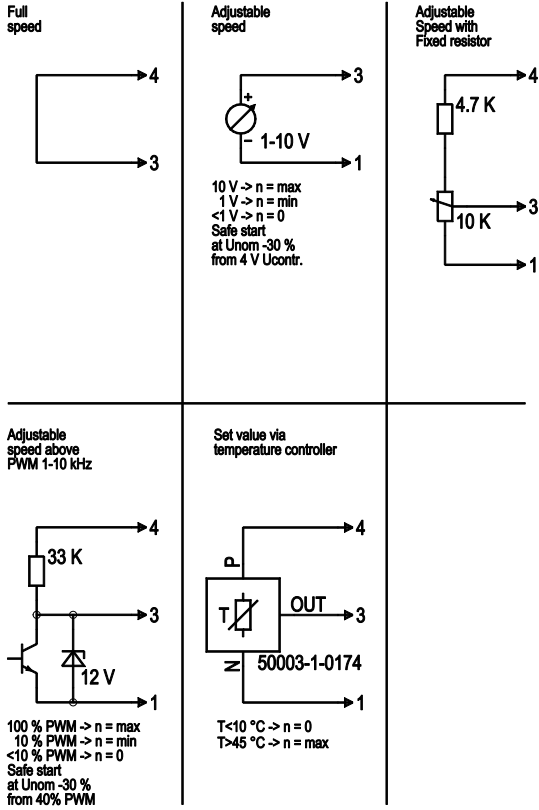 Full
speed
4
3
Adjustable
speed
3
+
1-10 V
−
1
10 V -> n = max
1 V -> n = min
<1 V -> n = 0
Safe start
at Unom -30 %
from 4 V Ucontr.
Adjustable
Speed with
Fixed resistor
4
4.7 K
3
10 K
1
Adjustable
speed above
PWM 1-10 kHz
4
33 K
3
12 V
1
100 % PWM -> n = max
10 % PWM -> n = min
<10 % PWM -> n = 0
Safe start
at Unom -30 %
from 40% PWM
Set value via
temperature controller
4
P
T
OUT
3
N
50003-1-0174
1
T<10 °C -> n = 0
T>45 °C -> n = max